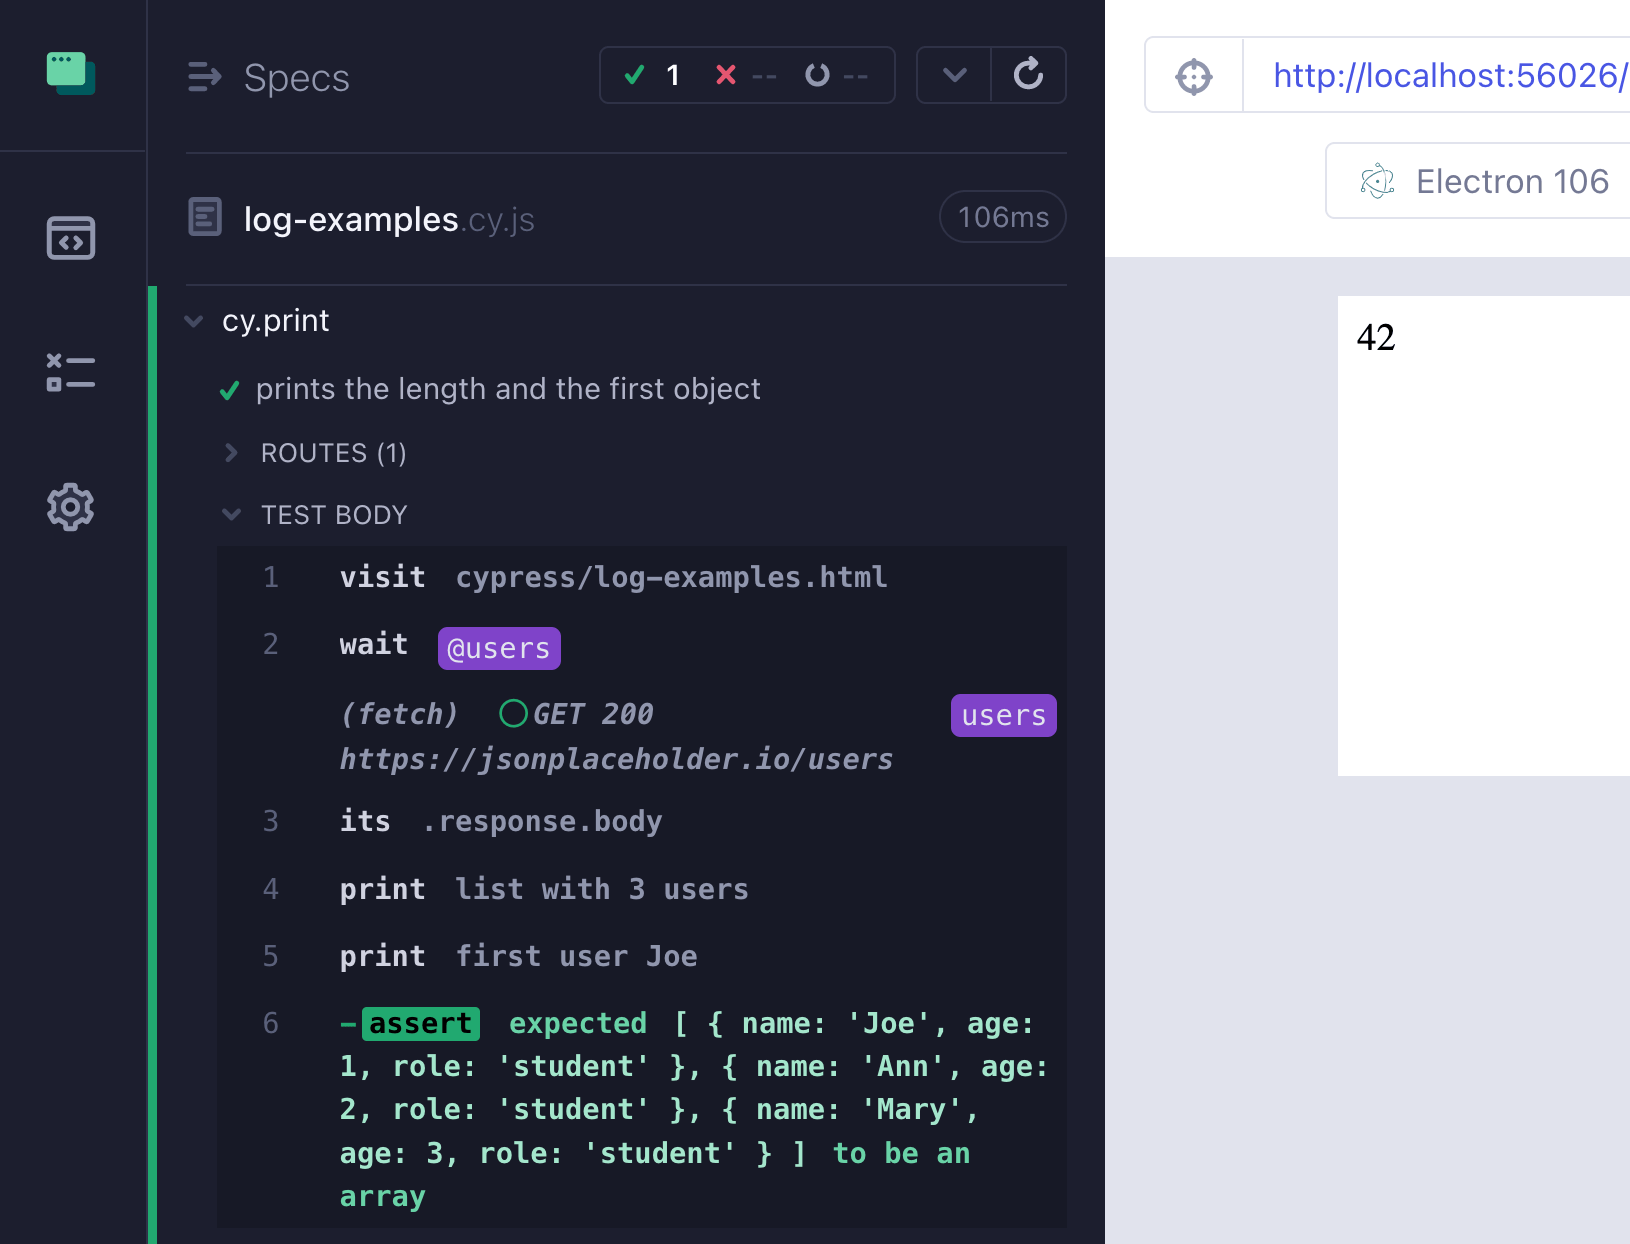 Specs
1 -- --
log-examples.cy.js
106ms
cy.print
prints the length and the first object
ROUTES (1)
TEST BODY
1 visit cypress/log-examples.html
2 wait @users
(fetch) GET 200 users
https://jsonplaceholder.io/users
3 its .response.body
4 print list with 3 users
5 print first user Joe
6 -assert expected [ { name: 'Joe', age:
1, role: 'student' }, { name: 'Ann', age:
2, role: 'student' }, { name: 'Mary',
age: 3, role: 'student' } ] to be an
array
http://localhost:56026/
Electron 106
42